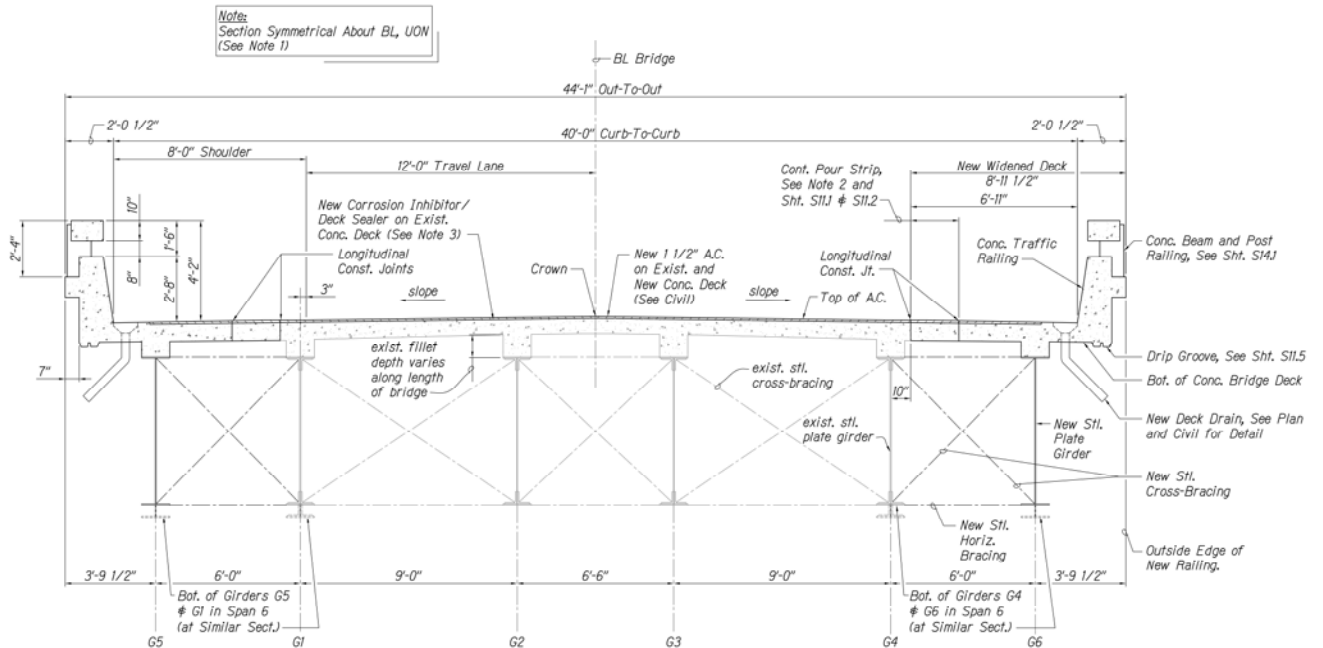 Note:
Section Symmetrical About BL, UON
(See Note 1)
BL Bridge
44'-1" Out-To-Out
2'-0 1/2"
40'-0" Curb-To-Curb
2'-0 1/2"
8'-0" Shoulder
12'-0" Travel Lane
Cont. Pour Strip,
See Note 2 and
Sht. S11.1 & S11.2
New Widened Deck
8'-11 1/2"
6'-11"
2'-4"
10"
8"
1'-6"
2'-8"
4'-2"
New Corrosion Inhibitor/
Deck Sealer on Exist.
Conc. Deck (See Note 3)
Longitudinal
Const. Joints
3"
slope
Crown
New 1 1/2" A.C.
on Exist. and
New Conc. Deck
(See Civil)
slope
Longitudinal
Const. Jt.
Top of A.C.
Conc. Traffic
Railing
Conc. Beam and Post
Railing, See Sht. S14.1
7"
exist. fillet
depth varies
along length
of bridge
exist. stl.
cross-bracing
10"
exist. stl.
plate girder
Drip Groove, See Sht. S11.5
Bot. of Conc. Bridge Deck
New Deck Drain, See Plan
and Civil for Detail
New Stl.
Plate
Girder
New Stl.
Cross-Bracing
New Stl.
Horiz.
Bracing
Outside Edge of
New Railing.
3'-9 1/2"
6'-0"
9'-0"
6'-6"
9'-0"
6'-0"
3'-9 1/2"
Bot. of Girders G5
& G1 in Span 6
(at Similar Sect.)
Bot. of Girders G4
& G6 in Span 6
(at Similar Sect.)
G5
G1
G2
G3
G4
G6